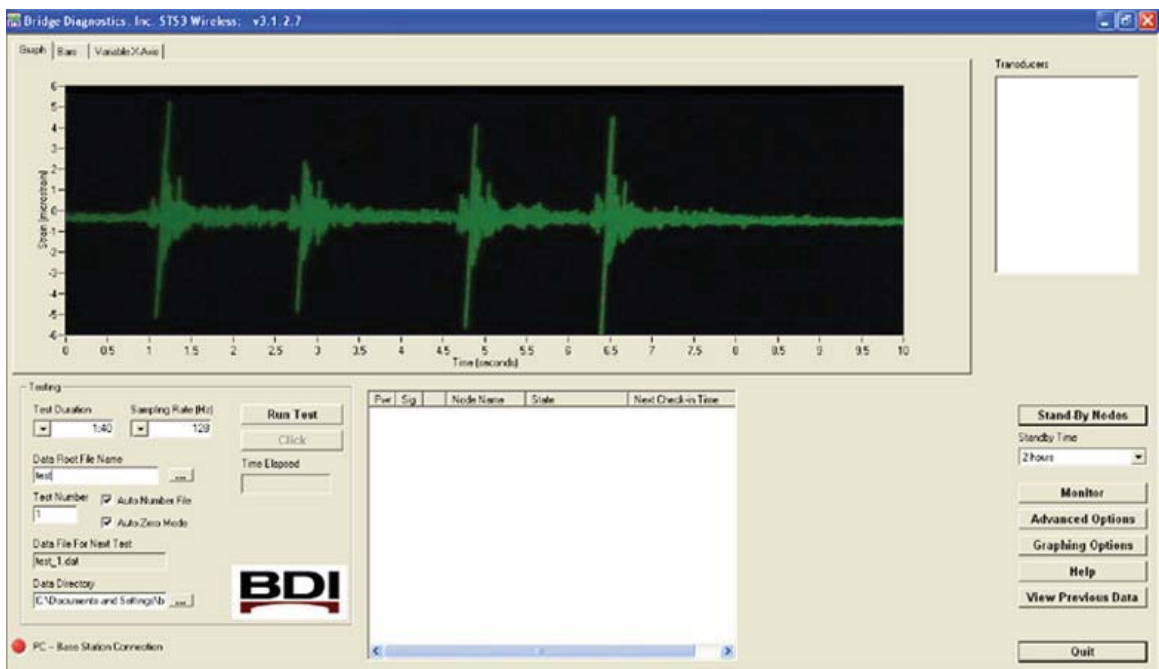 Bridge Diagnostics, Inc. STS3 Wireless: v3.1.2.7
Graph Bars Variable X Axis
Transducers
6
5
4
3
2
1
0
-1
-2
-3
-4
-5
-6
Strain (microstrain)
0 0.5 1 1.5 2 2.5 3 3.5 4 4.5 5 5.5 6 6.5 7 7.5 8 8.5 9 9.5 10
Time (seconds)
Testing
Test Duration Sampling Rate (Hz)
1:40 128
Run Test
Click
Data Root File Name
test ...
Time Elapsed
Test Number
1
Auto Number File
Auto Zero Mode
Data File For Next Test
test_1.dat
Data Directory
C:\Documents and Settings\b ...
BDI
PC - Base Station Connection
Pwr Sig Node Name State Next Check-in Time
Stand-By Nodes
Standby Time
2 hours
Monitor
Advanced Options
Graphing Options
Help
View Previous Data
Quit